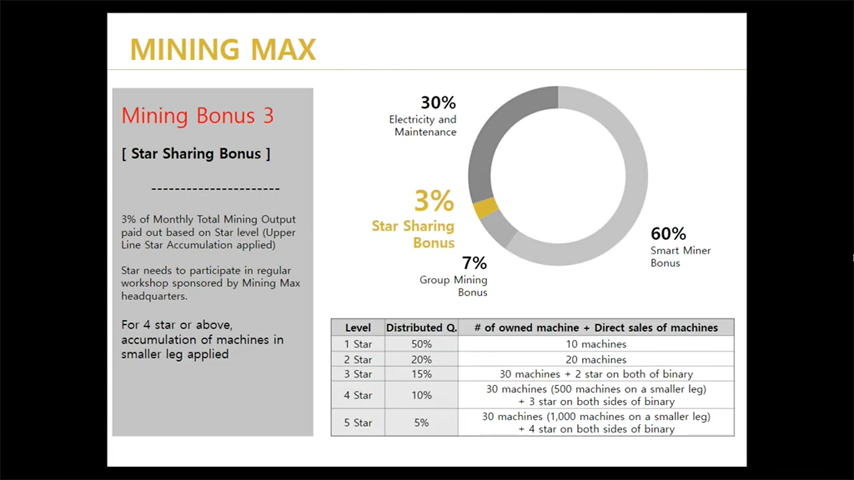 MINING MAX
Mining Bonus 3
[ Star Sharing Bonus ]
----------------------
3% of Monthly Total Mining Output
paid out based on Star level (Upper
Line Star Accumulation applied)
Star needs to participate in regular
workshop sponsored by Mining Max
headquarters.
For 4 star or above,
accumulation of machines in
smaller leg applied
30%
Electricity and
Maintenance
3%
Star Sharing
Bonus
7%
Group Mining
Bonus
60%
Smart Miner
Bonus
Level Distributed Q. # of owned machine + Direct sales of machines
1 Star 50% 10 machines
2 Star 20% 20 machines
3 Star 15% 30 machines + 2 star on both of binary
4 Star 10% 30 machines (500 machines on a smaller leg)
+ 3 star on both sides of binary
5 Star 5% 30 machines (1,000 machines on a smaller leg)
+ 4 star on both sides of binary